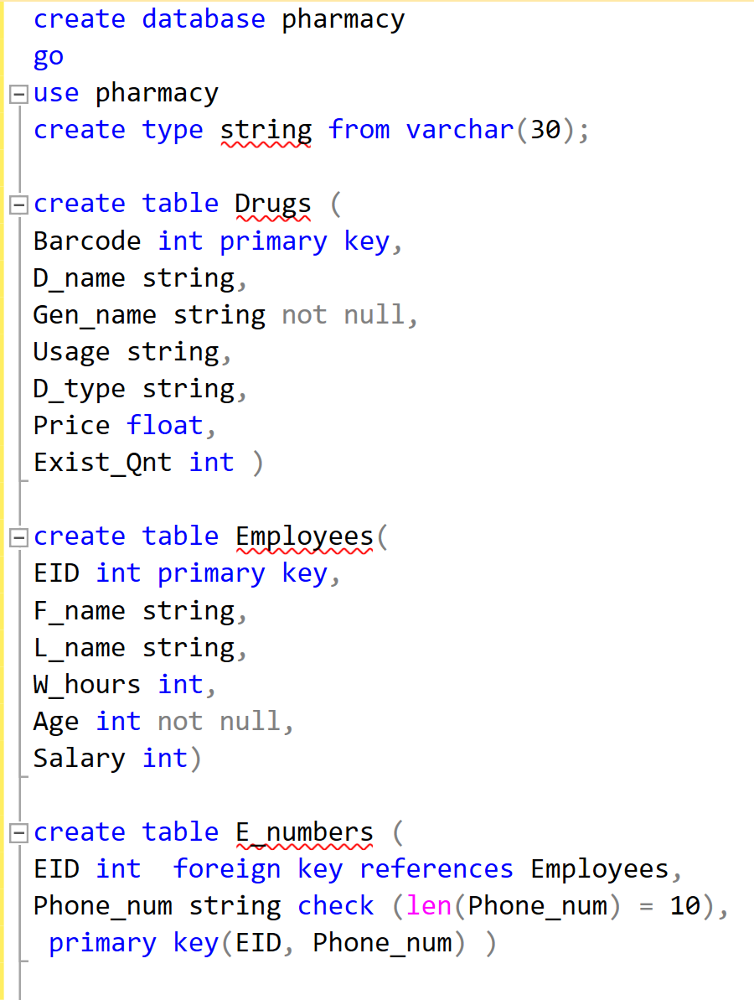 create database pharmacy
go
use pharmacy
create type string from varchar(30);
create table Drugs (
Barcode int primary key,
D_name string,
Gen_name string not null,
Usage string,
D_type string,
Price float,
Exist_Qnt int )
create table Employees(
EID int primary key,
F_name string,
L_name string,
W_hours int,
Age int not null,
Salary int)
create table E_numbers (
EID int  foreign key references Employees,
Phone_num string check (len(Phone_num) = 10),
primary key(EID, Phone_num) )